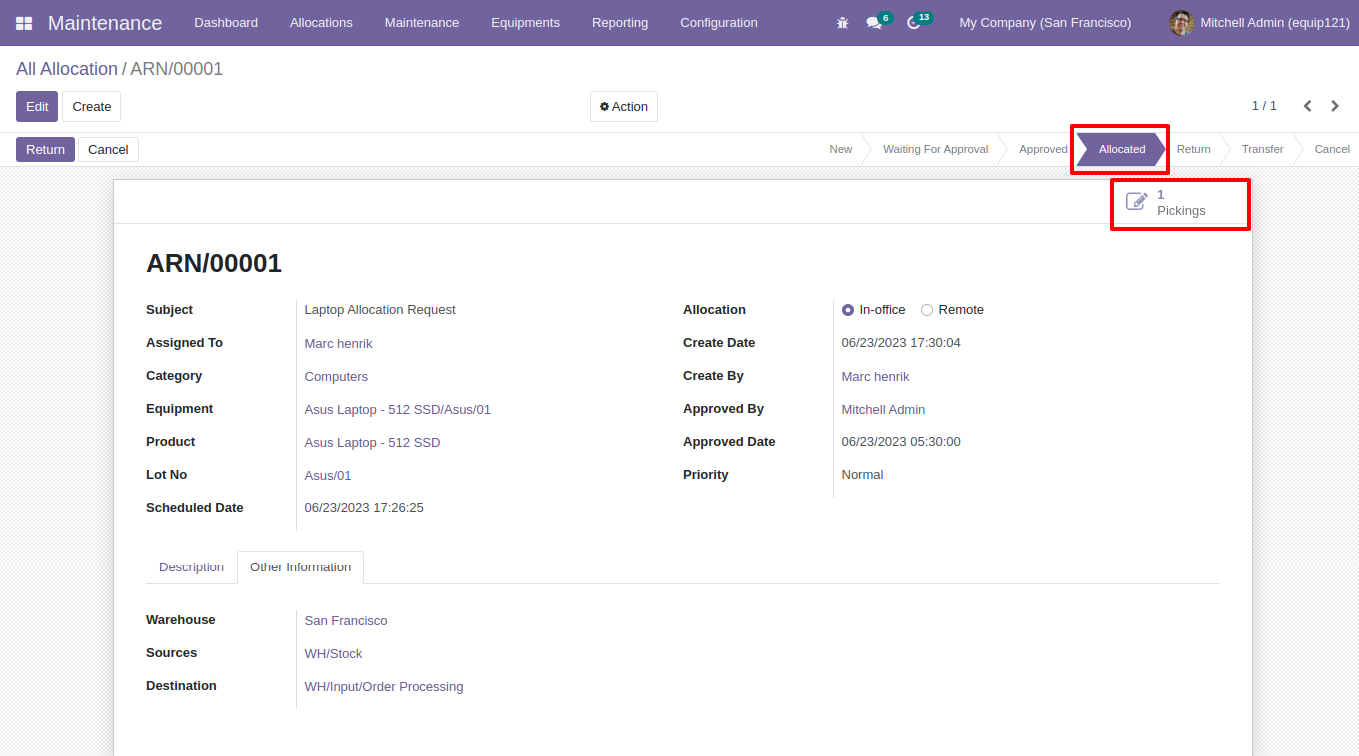 Maintenance Dashboard Allocations Maintenance Equipments Reporting Configuration 6 13 My Company (San Francisco) Mitchell Admin (equip121)
All Allocation / ARN/00001
Edit Create Action 1 / 1
Return Cancel New Waiting For Approval Approved Allocated Return Transfer Cancel
1
Pickings
ARN/00001
Subject Laptop Allocation Request Allocation In-office Remote
Assigned To Marc henrik Create Date 06/23/2023 17:30:04
Category Computers Create By Marc henrik
Equipment Asus Laptop - 512 SSD/Asus/01 Approved By Mitchell Admin
Product Asus Laptop - 512 SSD Approved Date 06/23/2023 05:30:00
Lot No Asus/01 Priority Normal
Scheduled Date 06/23/2023 17:26:25
Description Other Information
Warehouse San Francisco
Sources WH/Stock
Destination WH/Input/Order Processing